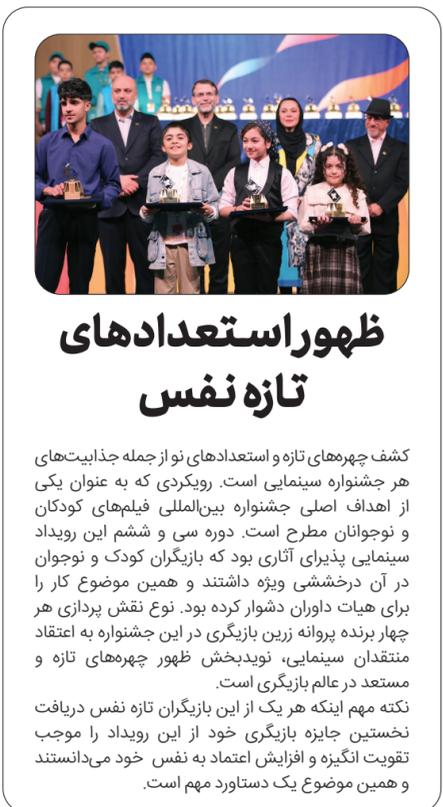 ظهور استعدادهای
تازه نفس
کشف چهره‌های تازه و استعدادهای نو از جمله جذابیت‌های
هر جشنواره سینمایی است. رویکردی که به عنوان یکی
از اهداف اصلی جشنواره بین‌المللی فیلم‌های کودکان
و نوجوانان مطرح است. دوره سی و ششم این رویداد
سینمایی پذیرای آثاری بود که بازیگران کودک و نوجوان
در آن درخششی ویژه داشتند و همین موضوع کار را
برای هیات داوران دشوار کرده بود. نوع نقش پردازی هر
چهار برنده پروانه زرین بازیگری در این جشنواره به اعتقاد
منتقدان سینمایی، نویدبخش ظهور چهره‌های تازه و
مستعد در عالم بازیگری است.
نکته مهم اینکه هر یک از این بازیگران تازه نفس دریافت
نخستین جایزه بازیگری خود از این رویداد را موجب
تقویت انگیزه و افزایش اعتماد به نفس خود می‌دانستند
و همین موضوع یک دستاورد مهم است.